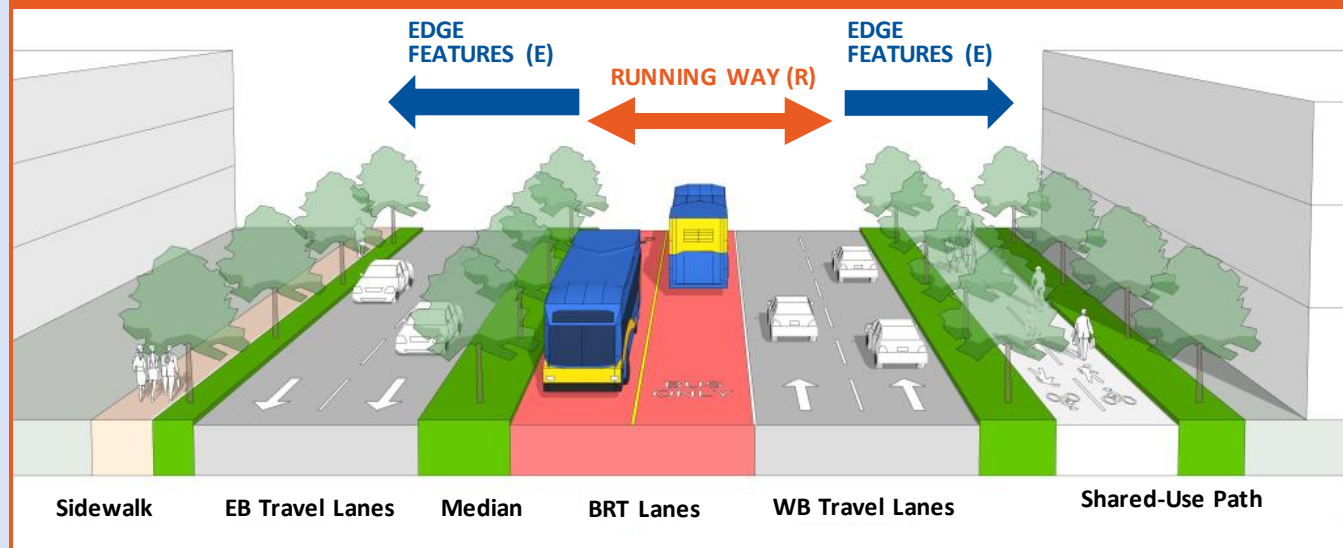 EDGE
FEATURES (E)
EDGE
FEATURES (E)
RUNNING WAY (R)
BUS
ONLY
Sidewalk
EB Travel Lanes
Median
BRT Lanes
WB Travel Lanes
Shared-Use Path